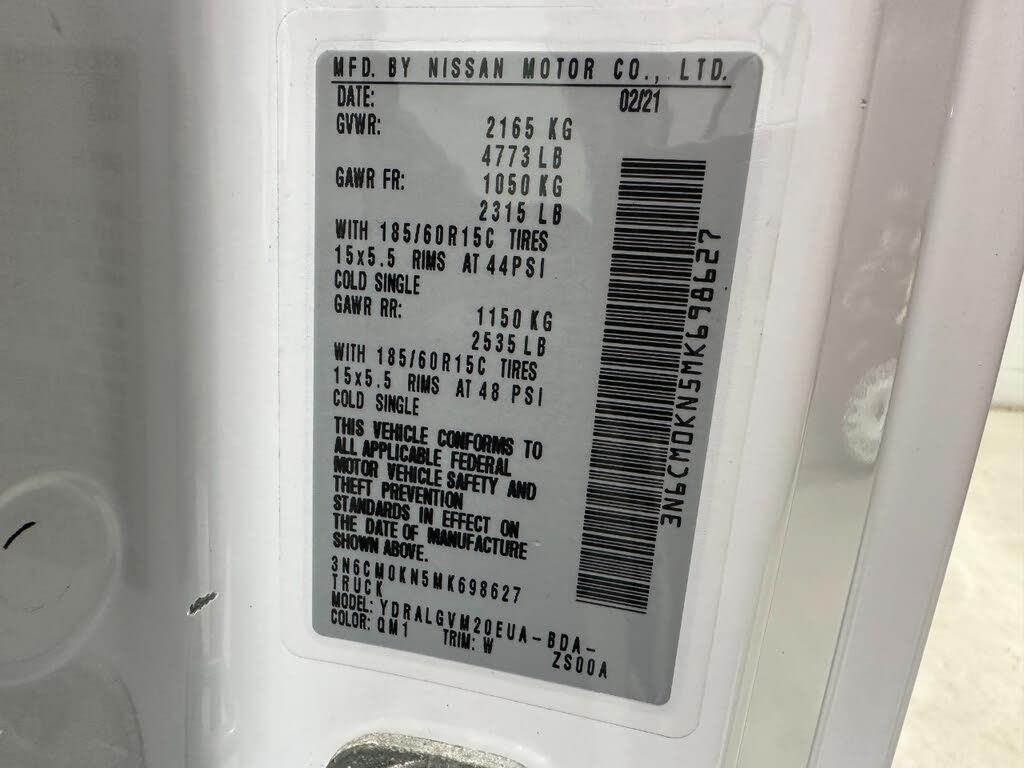 MFD. BY NISSAN MOTOR CO., LTD.
DATE: 02/21
GVWR: 2165 KG
4773 LB
GAWR FR: 1050 KG
2315 LB
WITH 185/60R15C TIRES
15x5.5 RIMS AT 44PSI
COLD SINGLE
GAWR RR: 1150 KG
2535 LB
WITH 185/60R15C TIRES
15x5.5 RIMS AT 48 PSI
COLD SINGLE
THIS VEHICLE CONFORMS TO
ALL APPLICABLE FEDERAL
MOTOR VEHICLE SAFETY AND
THEFT PREVENTION
STANDARDS IN EFFECT ON
THE DATE OF MANUFACTURE
SHOWN ABOVE.
3N6CM0KN5MK698627
TRUCK
MODEL: YDRALGVM20EUA-BDA-
ZS00A
COLOR: QM1 TRIM: W
3N6CM0KN5MK698627